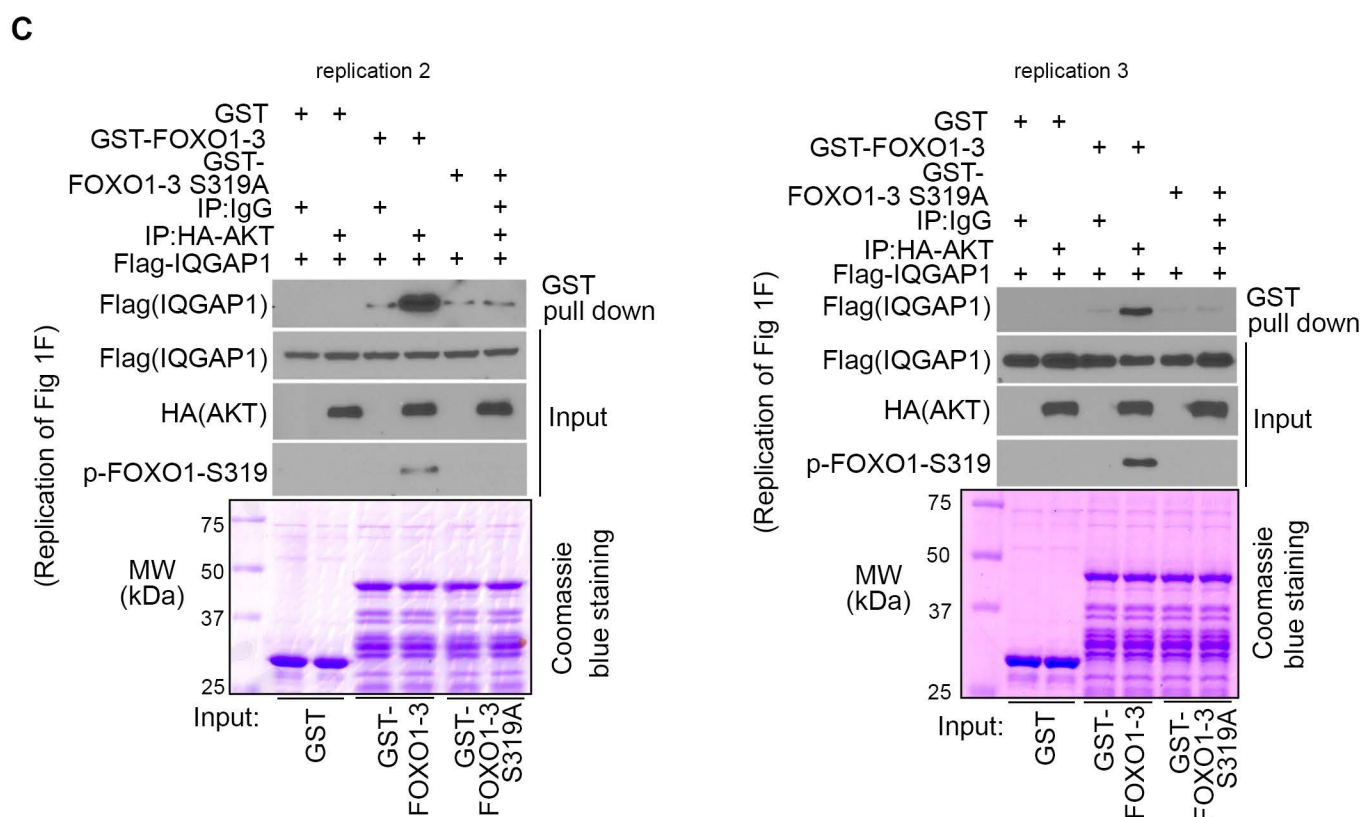 C
replication 2
GST + +
GST-FOXO1-3 + +
GST-
FOXO1-3 S319A + +
IP:IgG + + +
IP:HA-AKT + + +
Flag-IQGAP1 + + + + + +
Flag(IQGAP1)
GST
pull down
Flag(IQGAP1)
HA(AKT)
p-FOXO1-S319
Input
(Replication of Fig 1F)
75
50
37
25
MW
(kDa)
Coomassie
blue staining
Input:
GST
GST-
FOXO1-3
GST-
FOXO1-3
S319A
replication 3
GST + +
GST-FOXO1-3 + +
GST-
FOXO1-3 S319A + +
IP:IgG + + +
IP:HA-AKT + + +
Flag-IQGAP1 + + + + + +
Flag(IQGAP1)
GST
pull down
Flag(IQGAP1)
HA(AKT)
p-FOXO1-S319
Input
(Replication of Fig 1F)
75
50
37
25
MW
(kDa)
Coomassie
blue staining
Input:
GST
GST-
FOXO1-3
GST-
FOXO1-3
S319A